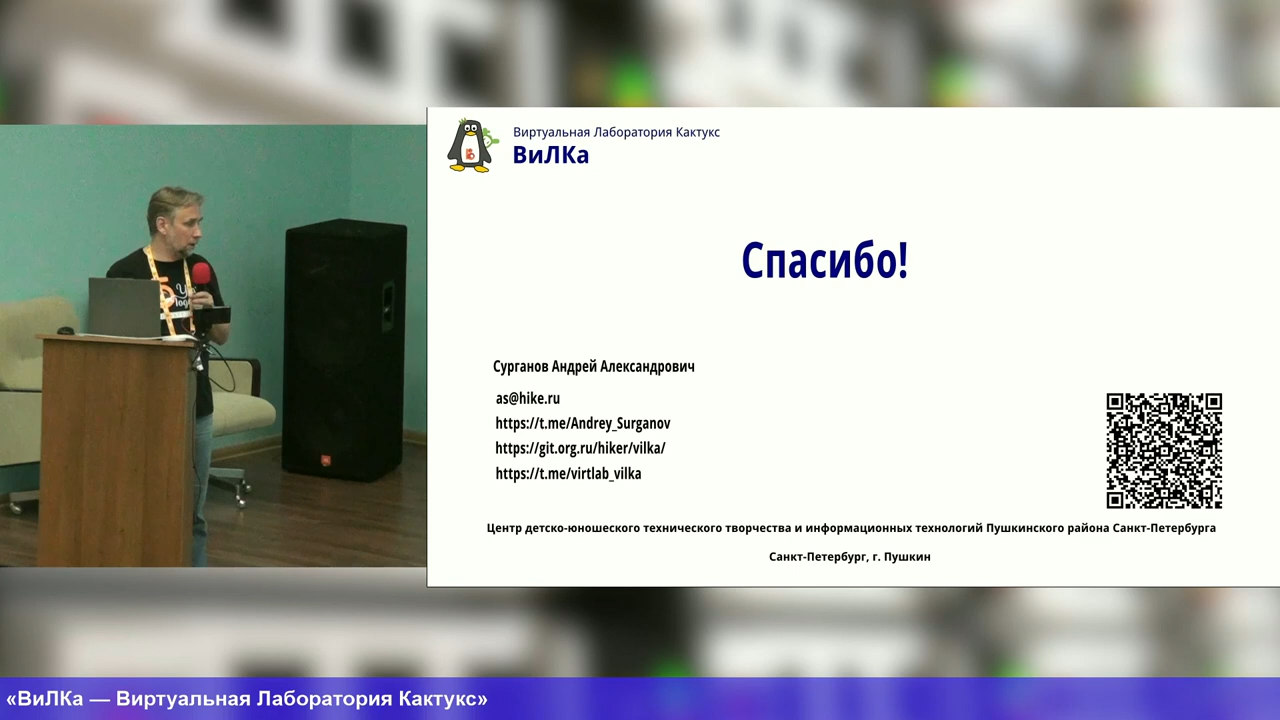 Виртуальная Лаборатория Кактукс
ВиЛКа
Спасибо!
Сурганов Андрей Александрович
as@hike.ru
https://t.me/Andrey_Surganov
https://git.org.ru/hiker/vilka/
https://t.me/virtlab_vilka
Центр детско-юношеского технического творчества и информационных технологий Пушкинского района Санкт-Петербурга
Санкт-Петербург, г. Пушкин
«ВиЛКа — Виртуальная Лаборатория Кактукс»